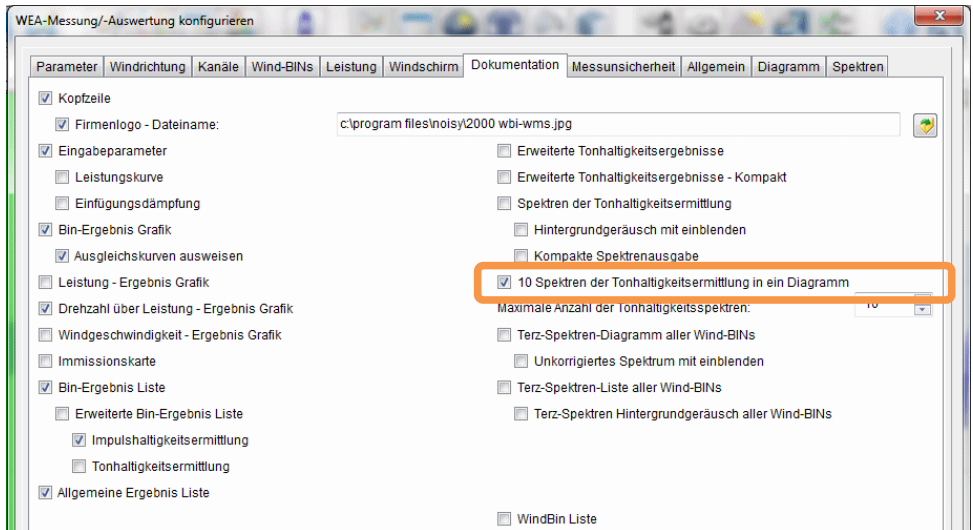 WEA-Messung/-Auswertung konfigurieren
Parameter Windrichtung Kanäle Wind-BINs Leistung Windschirm Dokumentation Messunsicherheit Allgemein Diagramm Spektren
Kopfzeile
Firmenlogo - Dateiname: c:\program files\noisy\2000 wbi-wms.jpg
Eingabeparameter
Leistungskurve
Einfügungsdämpfung
Bin-Ergebnis Grafik
Ausgleichskurven ausweisen
Leistung - Ergebnis Grafik
Drehzahl über Leistung - Ergebnis Grafik
Windgeschwindigkeit - Ergebnis Grafik
Immissionskarte
Bin-Ergebnis Liste
Erweiterte Bin-Ergebnis Liste
Impulshaltigkeitsermittlung
Tonhaltigkeitsermittlung
Allgemeine Ergebnis Liste
Erweiterte Tonhaltigkeitsergebnisse
Erweiterte Tonhaltigkeitsergebnisse - Kompakt
Spektren der Tonhaltigkeitsermittlung
Hintergrundgeräusch mit einblenden
Kompakte Spektrenausgabe
10 Spektren der Tonhaltigkeitsermittlung in ein Diagramm
Maximale Anzahl der Tonhaltigkeitsspektren: 10
Terz-Spektren-Diagramm aller Wind-BINs
Unkorrigiertes Spektrum mit einblenden
Terz-Spektren-Liste aller Wind-BINs
Terz-Spektren Hintergrundgeräusch aller Wind-BINs
WindBin Liste